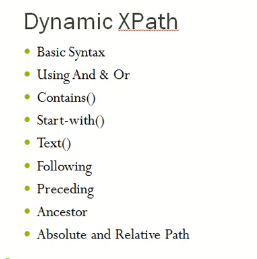 Dynamic XPath
Basic Syntax
Using And & Or
Contains()
Start-with()
Text()
Following
Preceding
Ancestor
Absolute and Relative Path